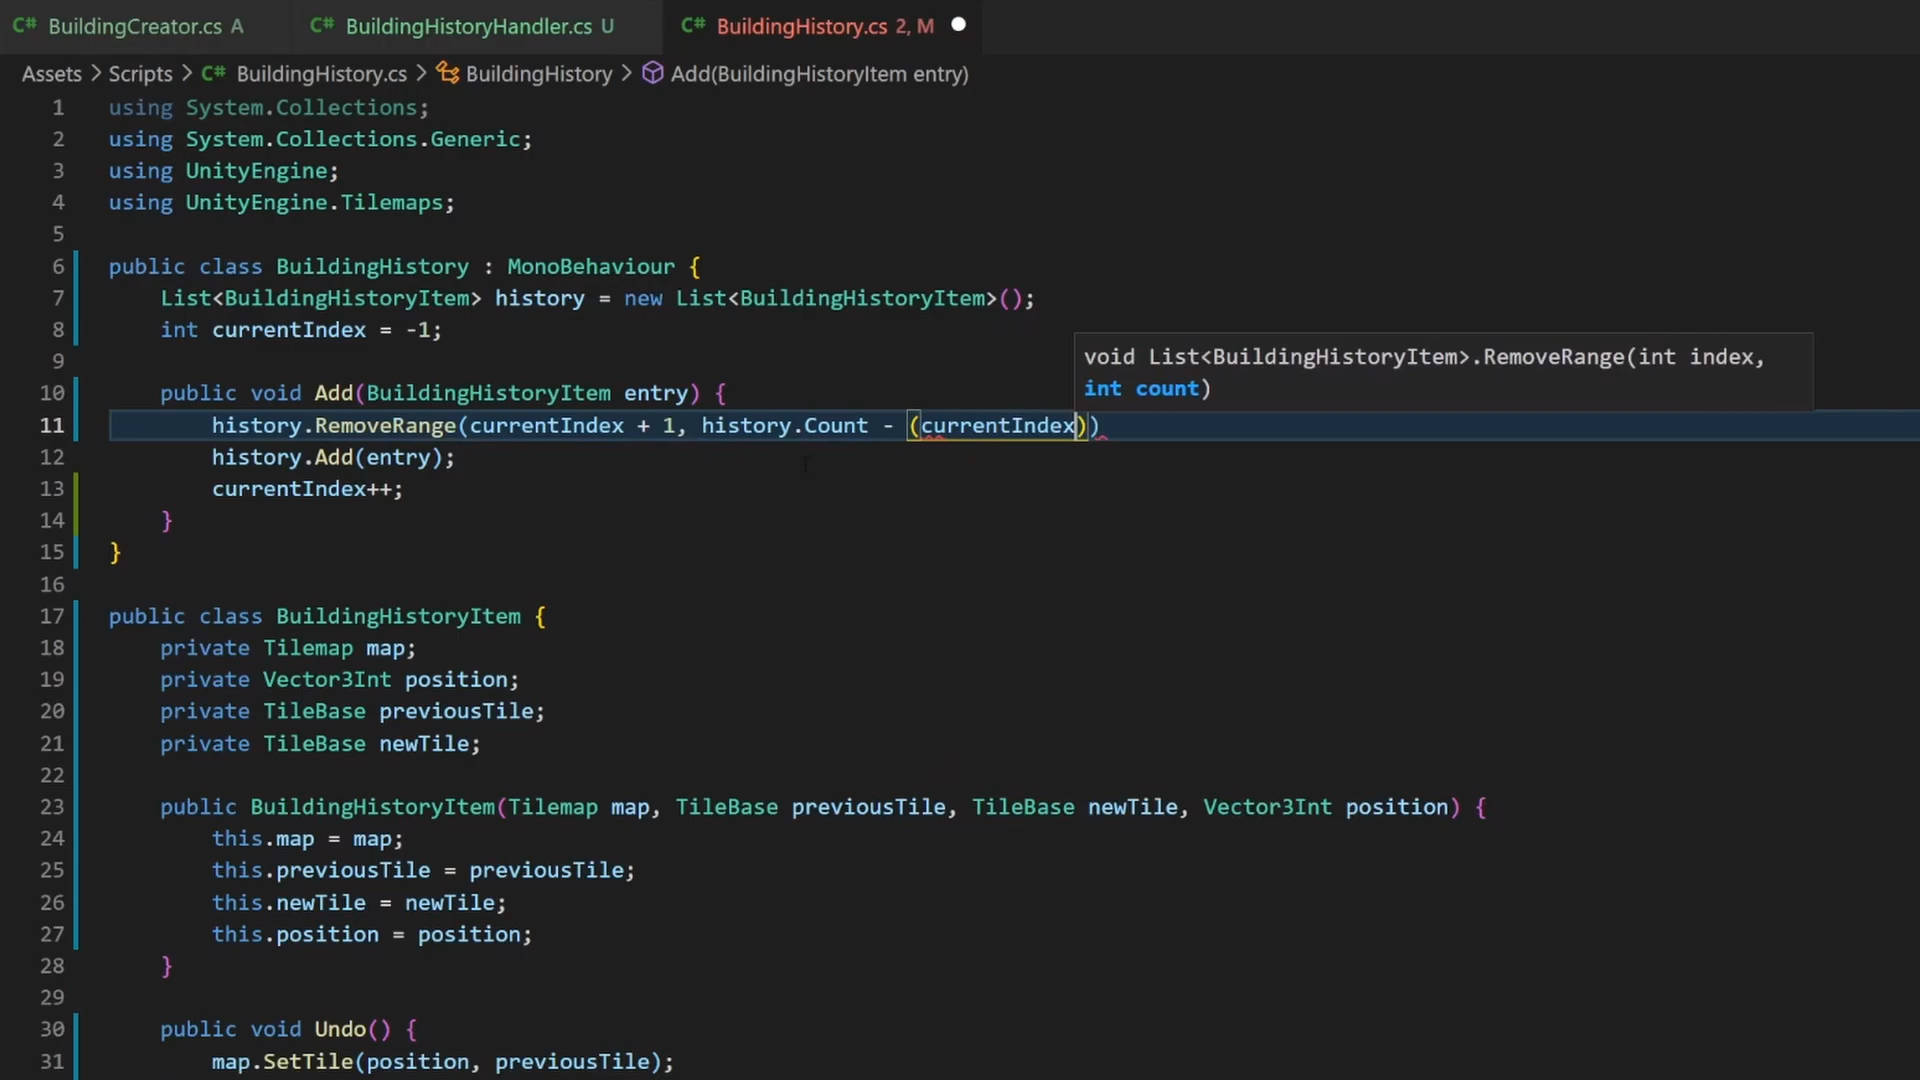 C# BuildingCreator.cs A C# BuildingHistoryHandler.cs U C# BuildingHistory.cs 2, M
Assets > Scripts > C# BuildingHistory.cs > BuildingHistory > Add(BuildingHistoryItem entry)
1 using System.Collections;
2 using System.Collections.Generic;
3 using UnityEngine;
4 using UnityEngine.Tilemaps;
5
6 public class BuildingHistory : MonoBehaviour {
7 List<BuildingHistoryItem> history = new List<BuildingHistoryItem>();
8 int currentIndex = -1;
9
void List<BuildingHistoryItem>.RemoveRange(int index,
int count)
10 public void Add(BuildingHistoryItem entry) {
11 history.RemoveRange(currentIndex + 1, history.Count - (currentIndex))
12 history.Add(entry);
13 currentIndex++;
14 }
15 }
16
17 public class BuildingHistoryItem {
18 private Tilemap map;
19 private Vector3Int position;
20 private TileBase previousTile;
21 private TileBase newTile;
22
23 public BuildingHistoryItem(Tilemap map, TileBase previousTile, TileBase newTile, Vector3Int position) {
24 this.map = map;
25 this.previousTile = previousTile;
26 this.newTile = newTile;
27 this.position = position;
28 }
29
30 public void Undo() {
31 map.SetTile(position, previousTile);